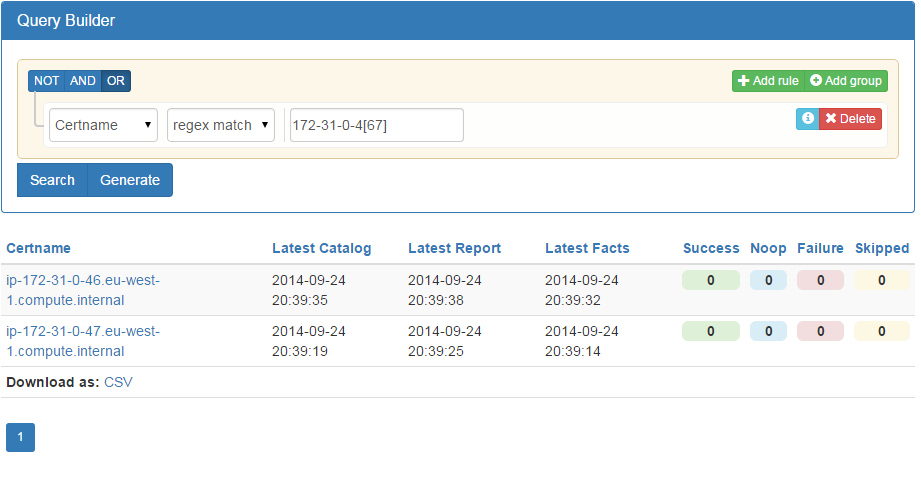 Query Builder
NOT AND OR Add rule Add group
Certname regex match 172-31-0-4[67] Delete
Search Generate
Certname Latest Catalog Latest Report Latest Facts Success Noop Failure Skipped
ip-172-31-0-46.eu-west- 2014-09-24 2014-09-24 2014-09-24 0 0 0 0
1.compute.internal 20:39:35 20:39:38 20:39:32
ip-172-31-0-47.eu-west- 2014-09-24 2014-09-24 2014-09-24 0 0 0 0
1.compute.internal 20:39:19 20:39:25 20:39:14
Download as: CSV
1